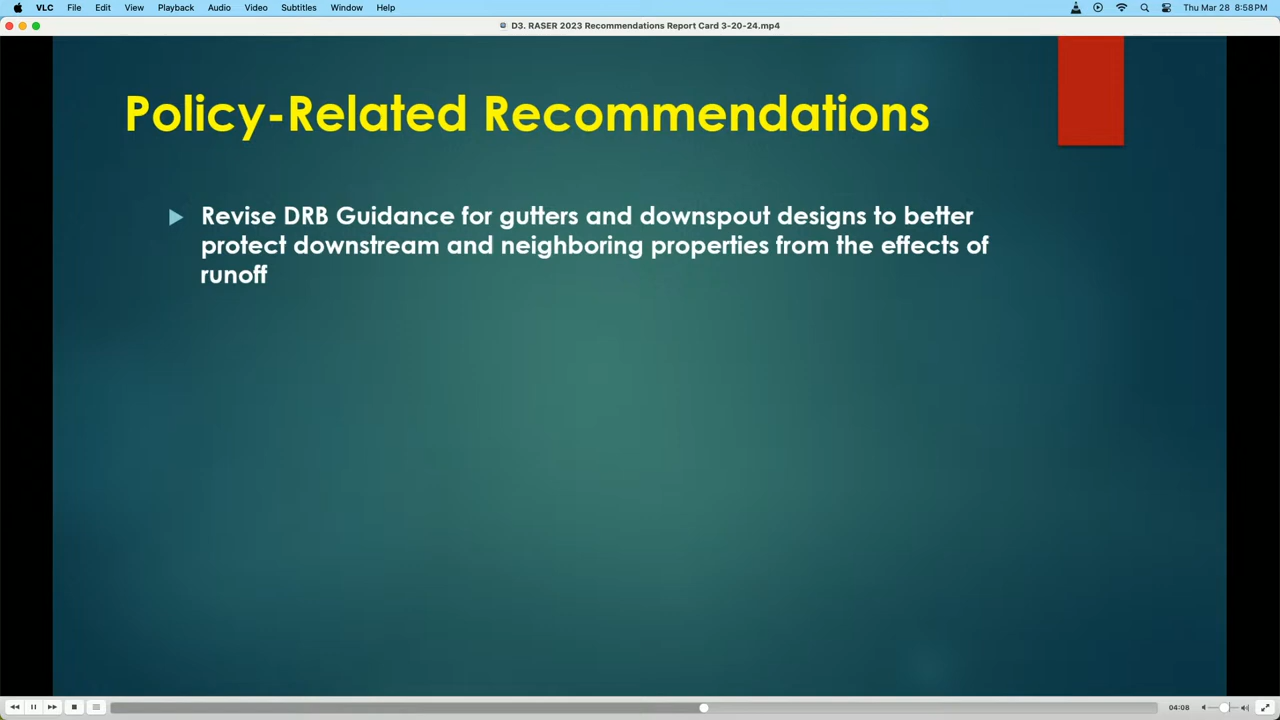 VLC File Edit View Playback Audio Video Subtitles Window Help Thu Mar 28 8:58PM
D3. RASER 2023 Recommendations Report Card 3-20-24.mp4
Policy-Related Recommendations
Revise DRB Guidance for gutters and downspout designs to better
protect downstream and neighboring properties from the effects of
runoff
04:08